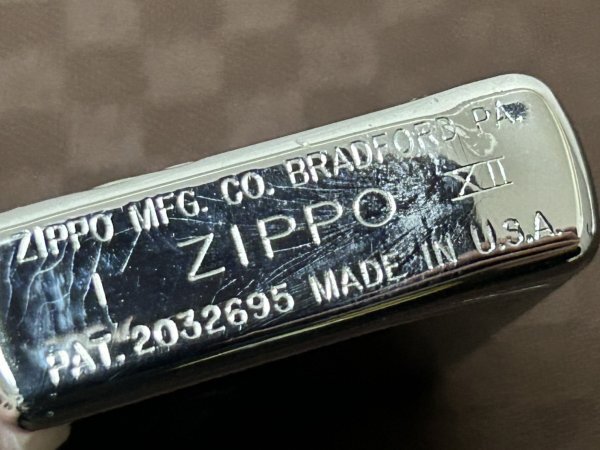 ZIPPO MFG. CO. BRADFORD, PA.
I ZIPPO XII
PAT. 2032695 MADE IN U.S.A.